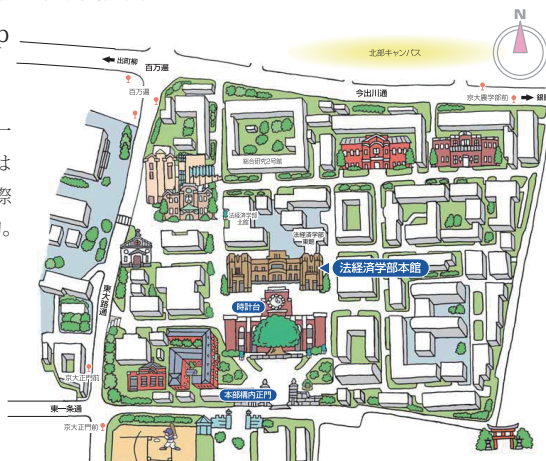 p
N
北部キャンパス
出町柳
百万遍
百万遍
今出川通
京大農学部前
銀
ー
は
際
。
総合研究2号館
法経済学部
北館
法経済学部
東館
法経済学部本館
時計台
東大路通
京大正門前
本部構内正門
東一条通
京大正門前